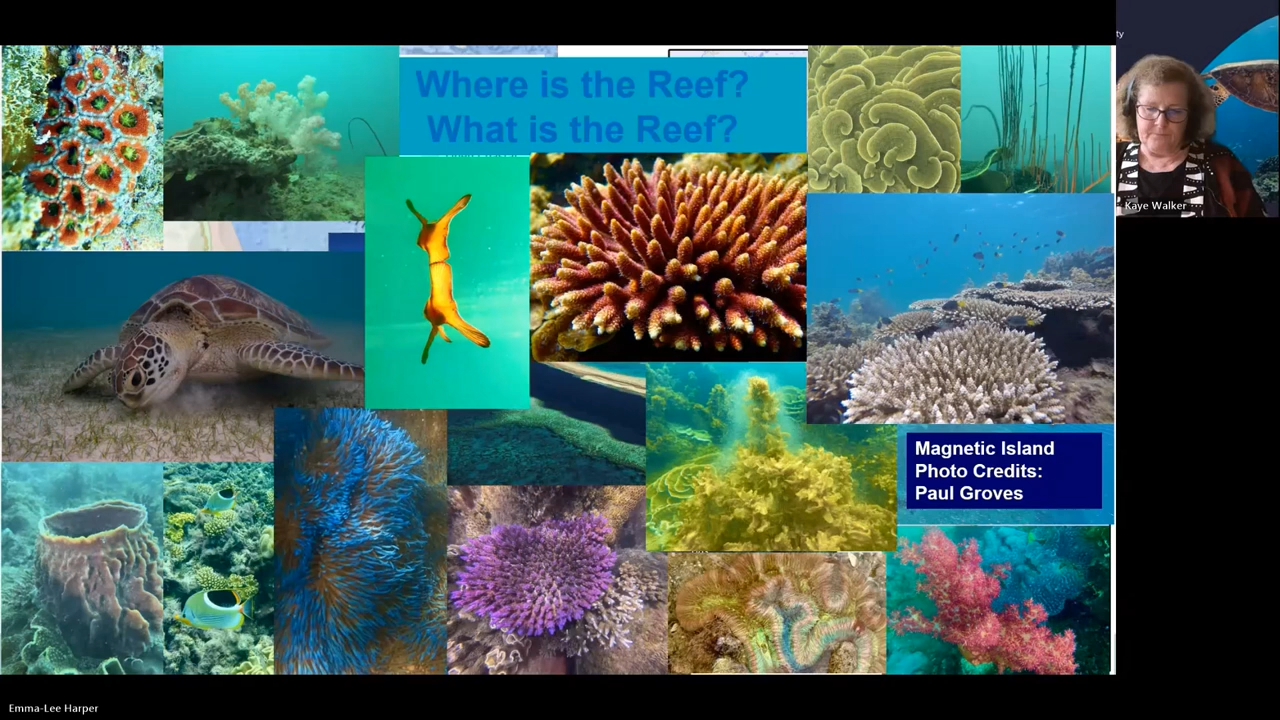 Where is the Reef?
What is the Reef?
ty
Kaye Walker
Magnetic Island
Photo Credits:
Paul Groves
Emma-Lee Harper